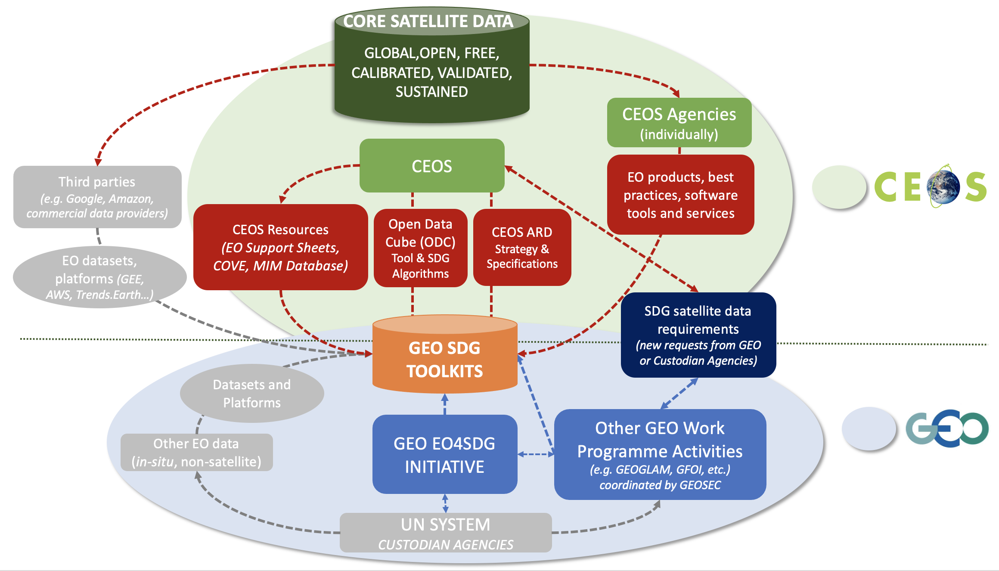 CORE SATELLITE DATA
GLOBAL,OPEN, FREE,
CALIBRATED, VALIDATED,
SUSTAINED
CEOS Agencies
(individually)
CEOS
EO products, best
practices, software
tools and services
Third parties
(e.g. Google, Amazon,
commercial data providers)
CEOS
CEOS Resources
(EO Support Sheets,
COVE, MIM Database)
Open Data
Cube (ODC)
Tool & SDG
Algorithms
CEOS ARD
Strategy &
Specifications
EO datasets,
platforms (GEE,
AWS, Trends.Earth...)
SDG satellite data
requirements
(new requests from GEO
or Custodian Agencies)
GEO SDG
TOOLKITS
Datasets and
Platforms
Other EO data
(in-situ, non-satellite)
GEO EO4SDG
INITIATIVE
Other GEO Work
Programme Activities
(e.g. GEOGLAM, GFOI, etc.)
coordinated by GEOSEC
GEO
UN SYSTEM
CUSTODIAN AGENCIES